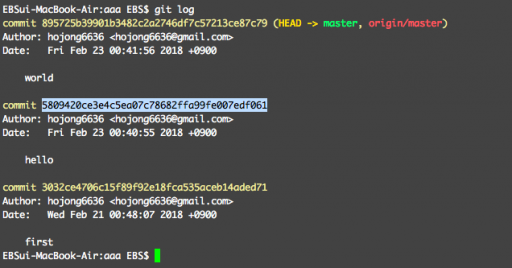 EBSui-MacBook-Air:aaa EBS$ git log
commit 895725b39901b3482c2a2746df7c57213ce87c79 (HEAD -> master, origin/master)
Author: hojong6636 <hojong6636@gmail.com>
Date:   Fri Feb 23 00:41:56 2018 +0900
world
commit 5809420ce3e4c5ea07c78682ffa99fe007edf061
Author: hojong6636 <hojong6636@gmail.com>
Date:   Fri Feb 23 00:40:55 2018 +0900
hello
commit 3032ce4706c15f89f92e18fca535aceb14aded71
Author: hojong6636 <hojong6636@gmail.com>
Date:   Wed Feb 21 00:48:07 2018 +0900
first
EBSui-MacBook-Air:aaa EBS$